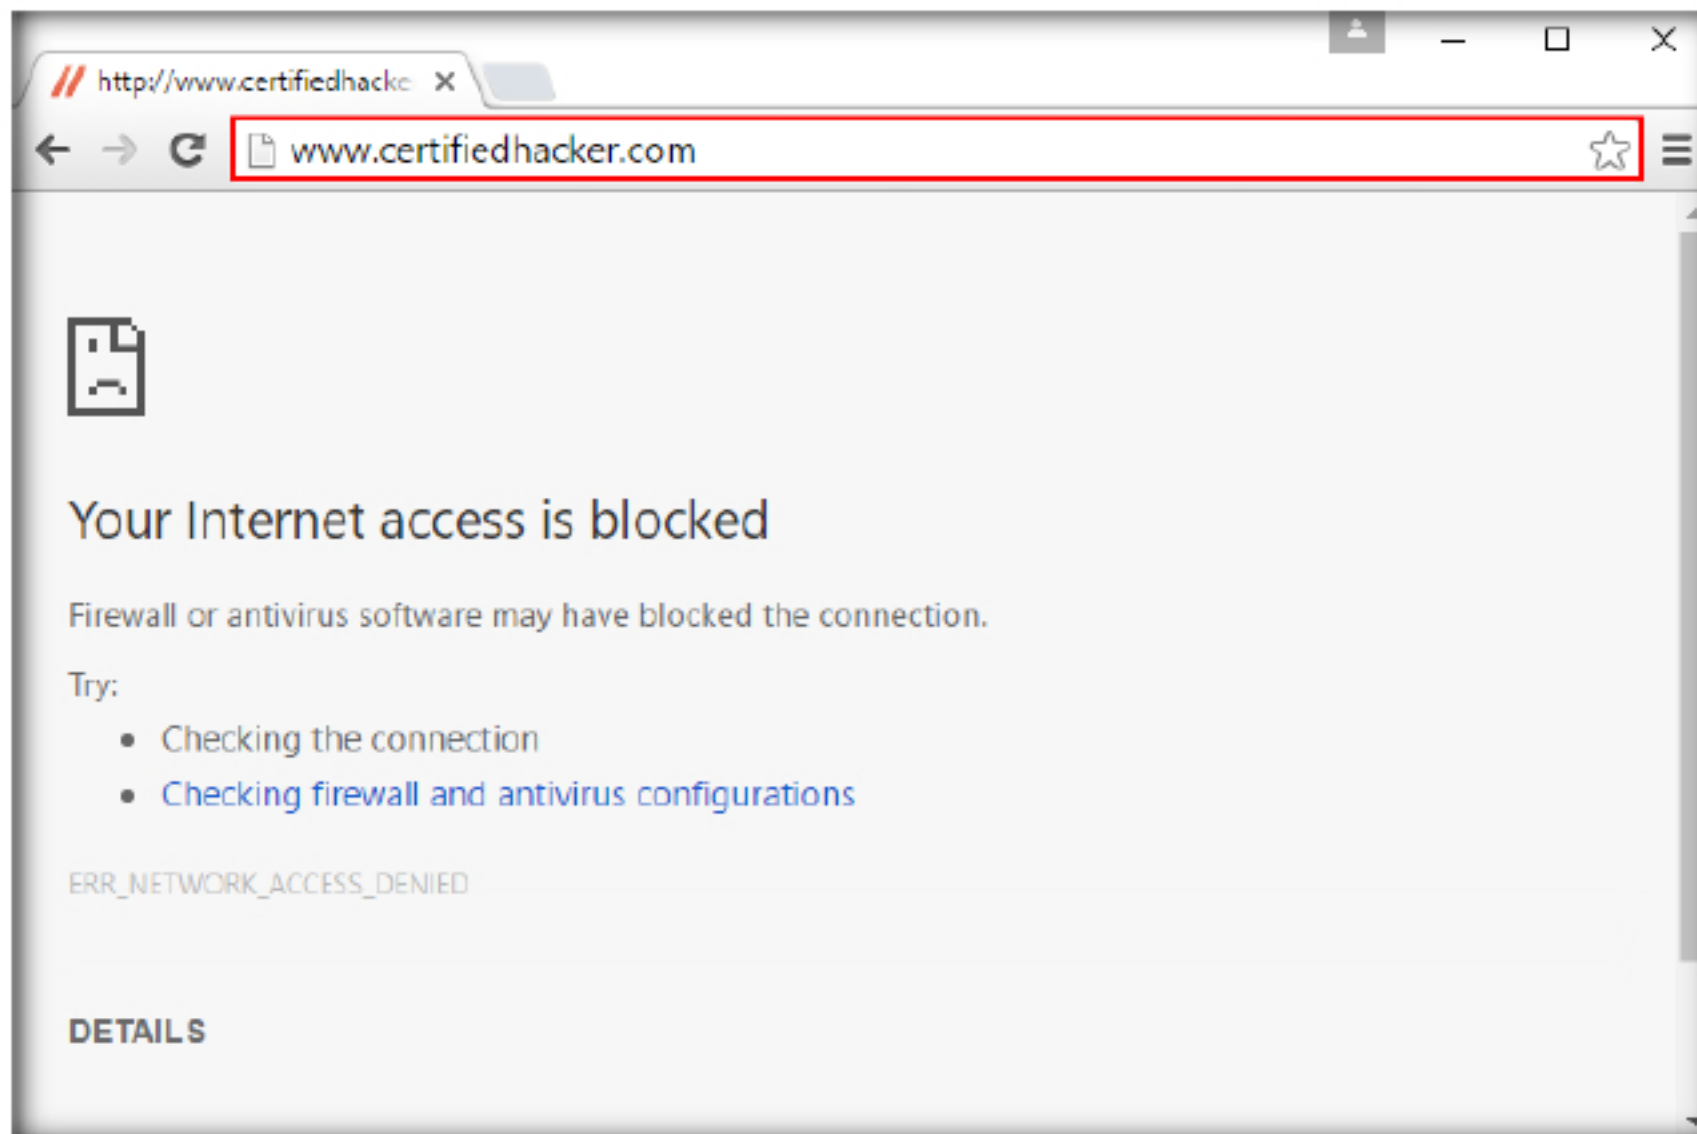 http://www.certifiedhacke
www.certifiedhacker.com
Your Internet access is blocked
Firewall or antivirus software may have blocked the connection.
Try:
Checking the connection
Checking firewall and antivirus configurations
ERR_NETWORK_ACCESS_DENIED
DETAILS